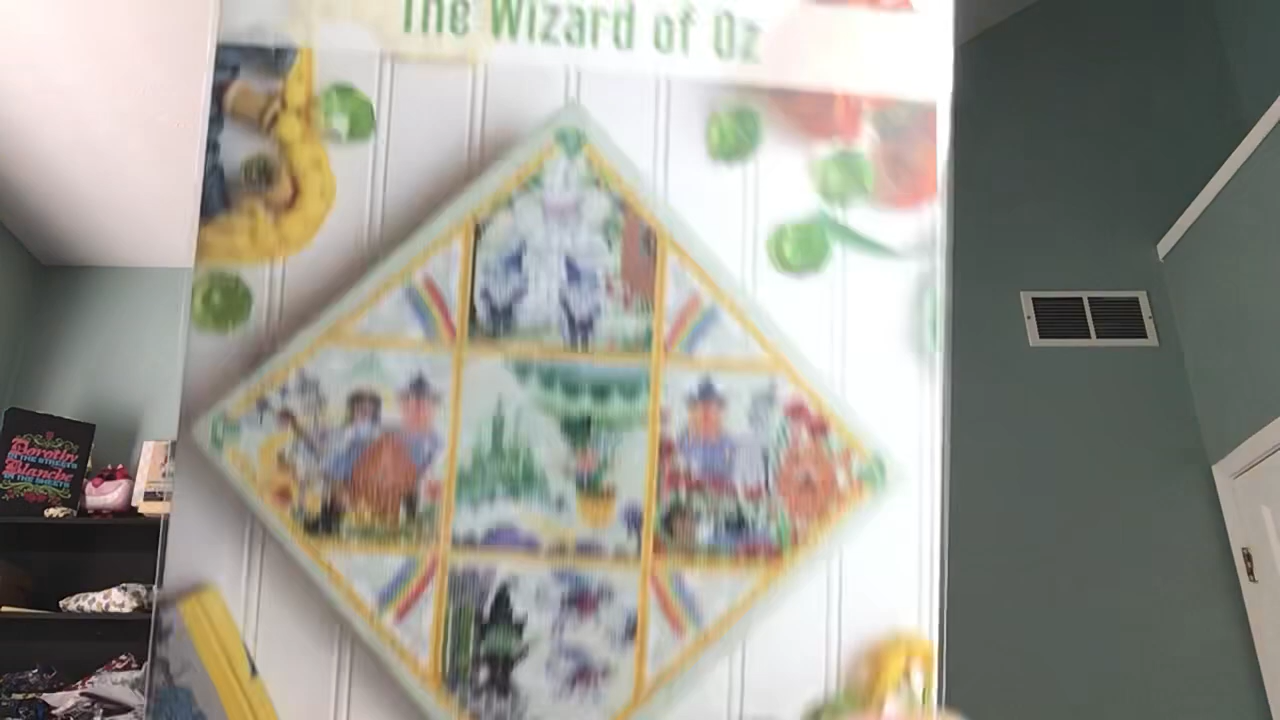 The Wizard of Oz
Dorothy
IN THE STREETS
Blanche
IN THE SHEETS